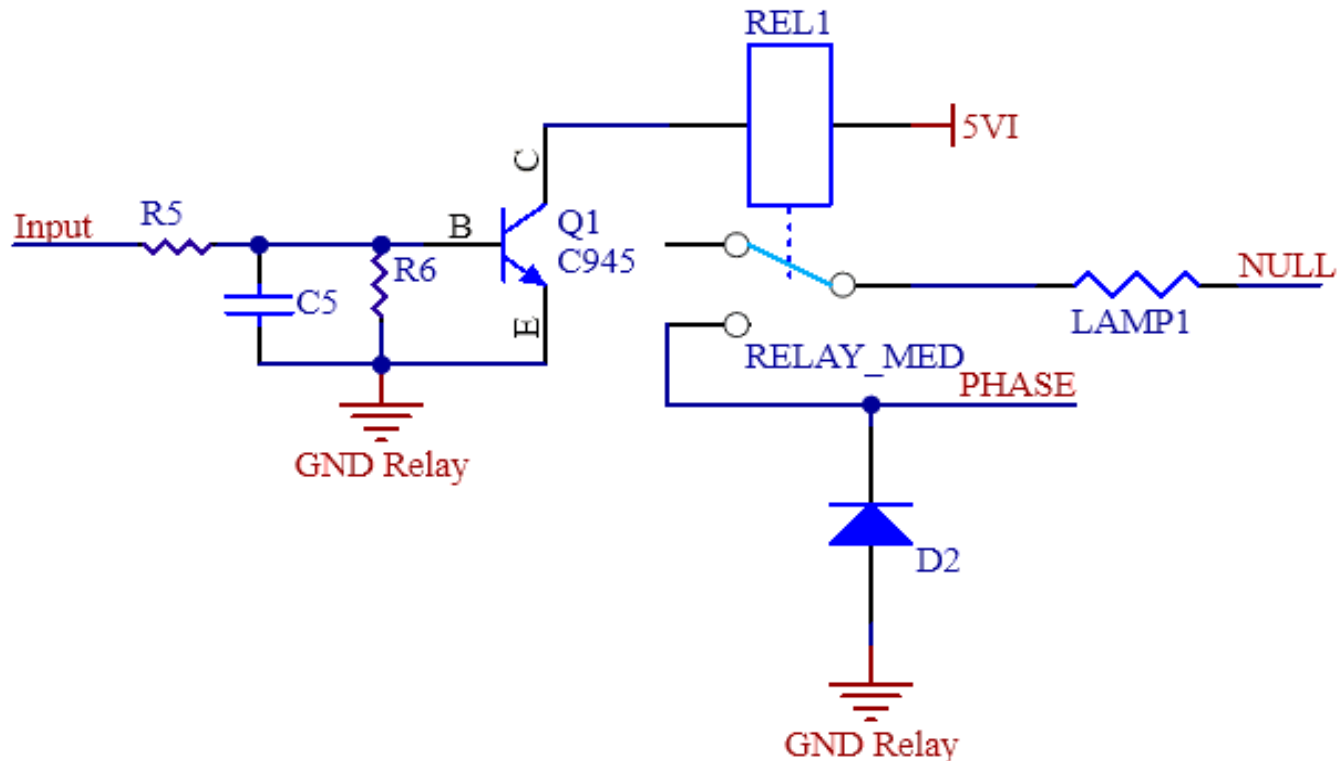 REL1
5VI
C
Input
R5
B
Q1
C945
R6
C5
E
NULL
LAMP1
RELAY_MED
PHASE
GND Relay
D2
GND Relay